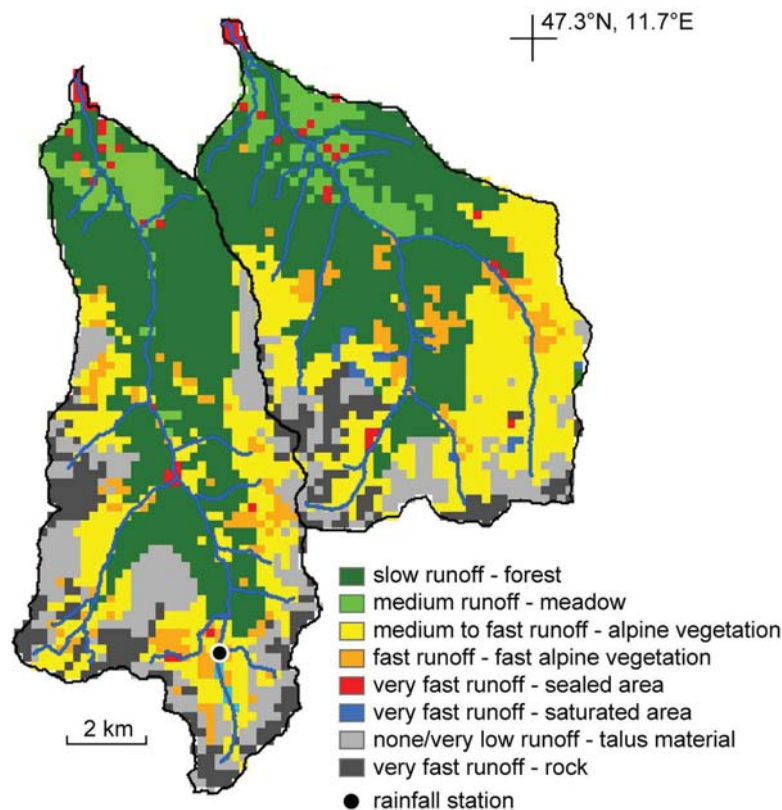 47.3°N, 11.7°E
slow runoff - forest
medium runoff - meadow
medium to fast runoff - alpine vegetation
fast runoff - fast alpine vegetation
very fast runoff - sealed area
very fast runoff - saturated area
none/very low runoff - talus material
very fast runoff - rock
rainfall station
2 km